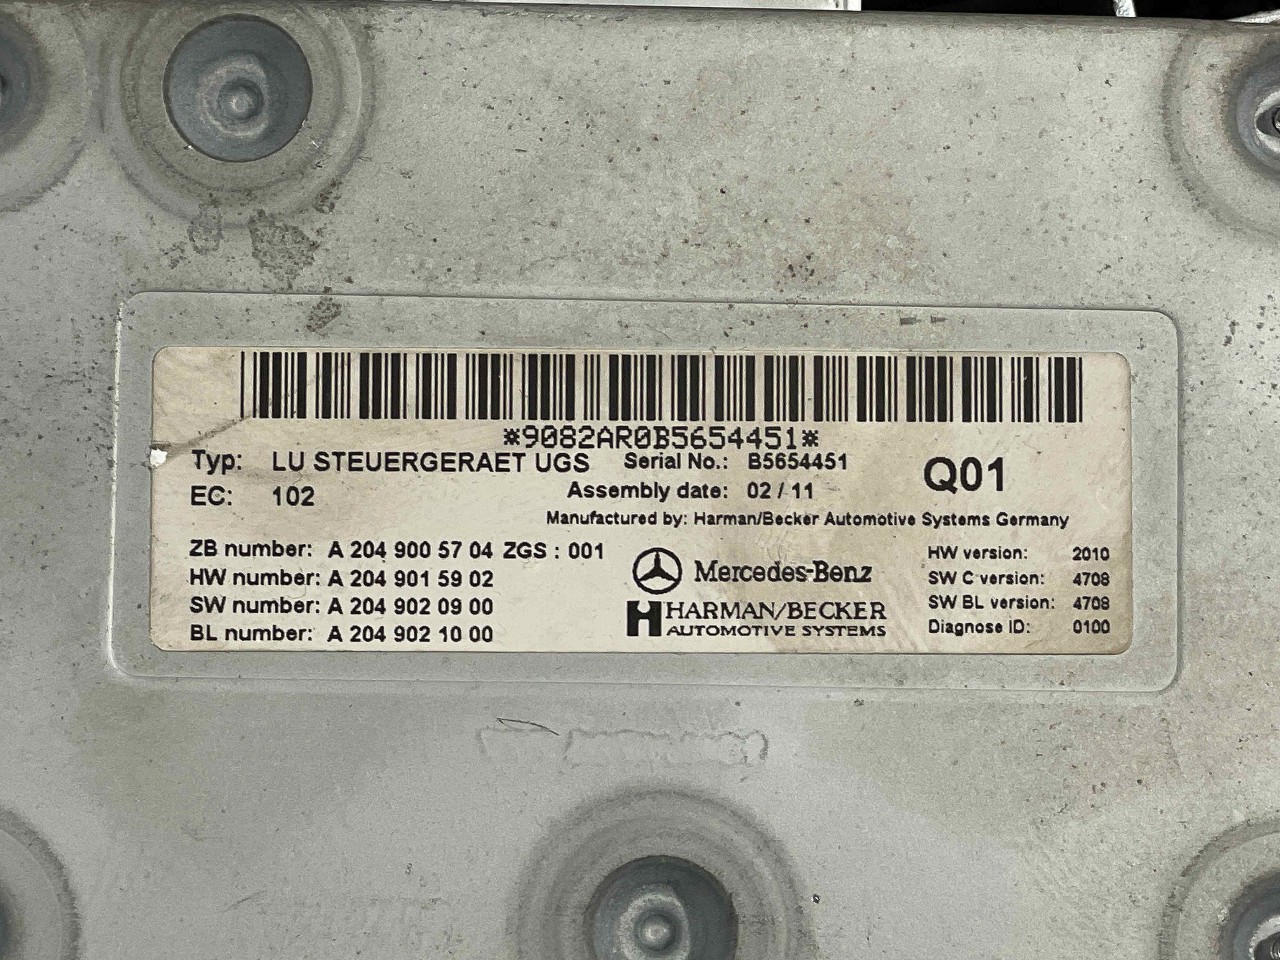 *9082AR0B5654451*
Typ: LU STEUERGERAET UGS Serial No.: B5654451
EC: 102 Assembly date: 02 / 11 Q01
Manufactured by: Harman/Becker Automotive Systems Germany
ZB number: A 204 900 57 04 ZGS : 001
HW number: A 204 901 59 02
SW number: A 204 902 09 00
BL number: A 204 902 10 00
Mercedes-Benz
HARMAN/BECKER
AUTOMOTIVE SYSTEMS
HW version: 2010
SW C version: 4708
SW BL version: 4708
Diagnose ID: 0100